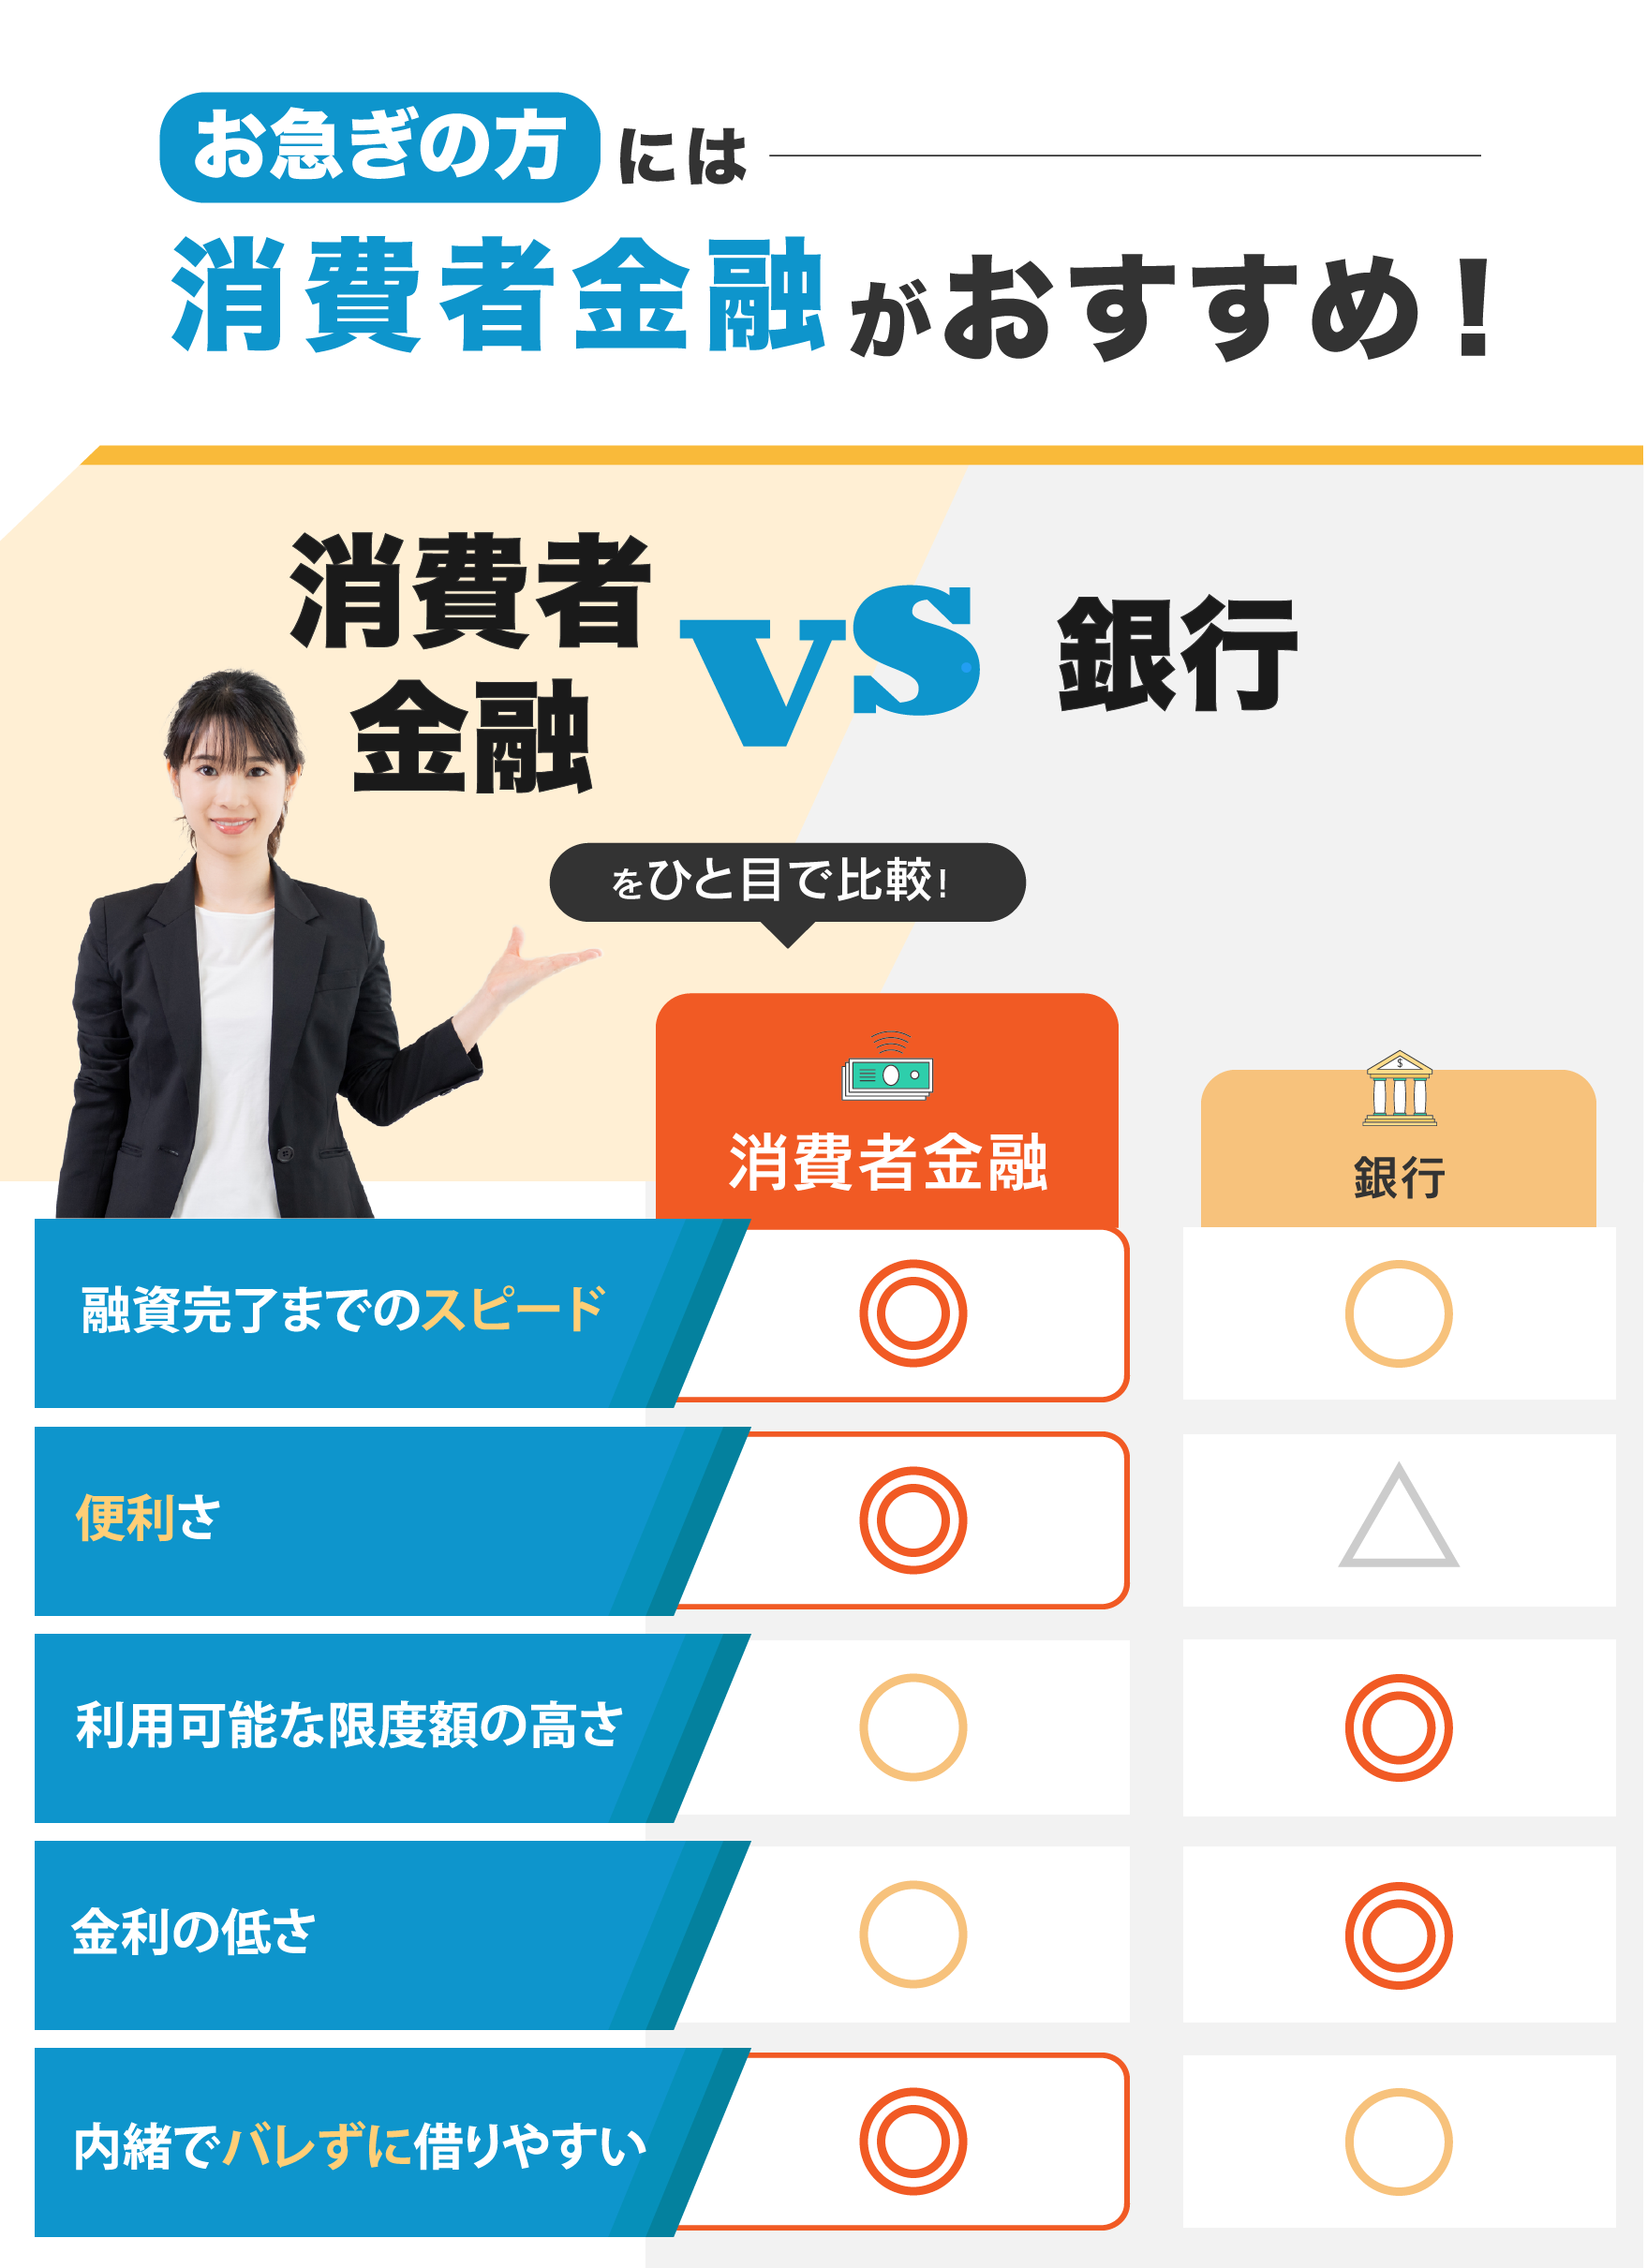 お急ぎの方には
消費者金融がおすすめ！
消費者
金融
vs
銀行
をひと目で比較！
消費者金融
$
銀行
融資完了までのスピード
便利さ
利用可能な限度額の高さ
金利の低さ
内緒でバレずに借りやすい